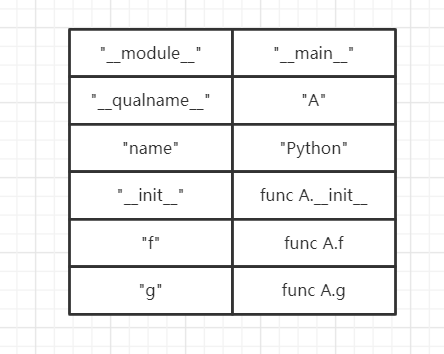 "__module__" "__main__"
"__qualname__" "A"
"name" "Python"
"__init__" func A.__init__
"f" func A.f
"g" func A.g